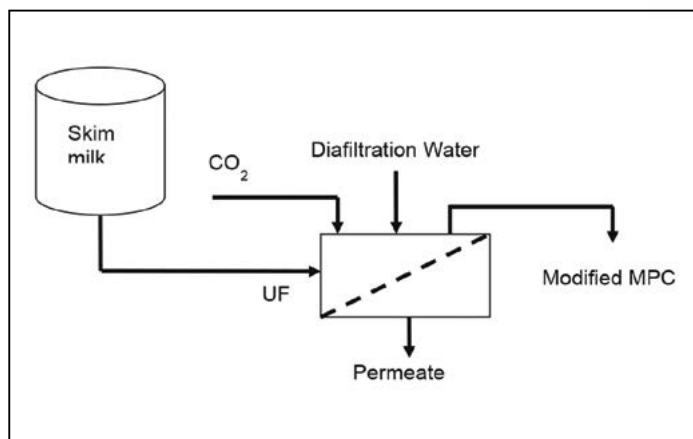 Skim
milk
CO2
Diafiltration Water
UF
Modified MPC
Permeate